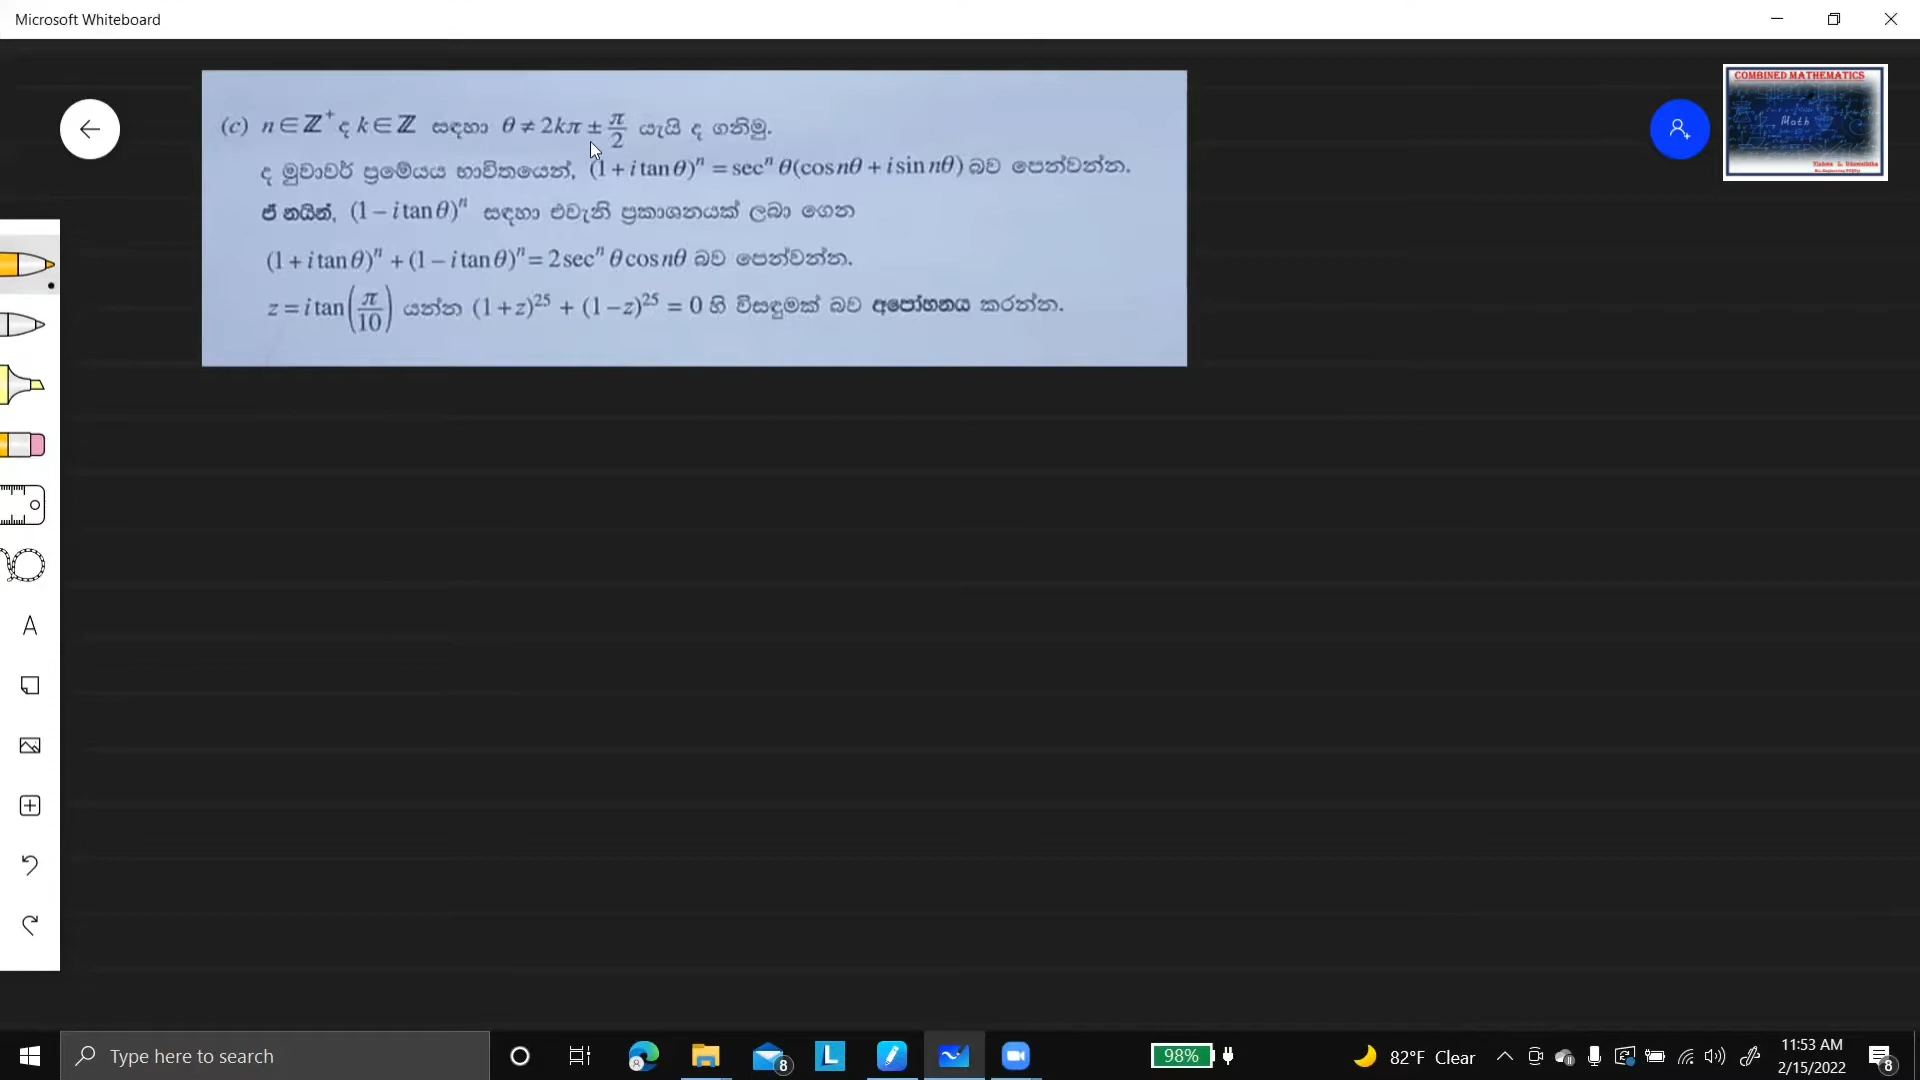 Microsoft Whiteboard
COMBINED MATHEMATICS
Math
(c) n∈ℤ⁺ ද k∈ℤ සඳහා θ ≠ 2kπ ± π/2 යැයි ද ගනිමු.
ද මුවාවර් ප්‍රමේයය භාවිතයෙන්, (1 + i tan θ)ⁿ = secⁿ θ(cos nθ + i sin nθ) බව පෙන්වන්න.
ඒ නයින්, (1 − i tan θ)ⁿ සඳහා එවැනි ප්‍රකාශනයක් ලබා ගෙන
(1 + i tan θ)ⁿ + (1 − i tan θ)ⁿ = 2 secⁿ θ cos nθ බව පෙන්වන්න.
z = i tan(π/10) යන්න (1 + z)²⁵ + (1 − z)²⁵ = 0 හි විසඳුමක් බව අපෝහනය කරන්න.
A
Type here to search
8
L
98%
82°F Clear
11:53 AM
2/15/2022
8